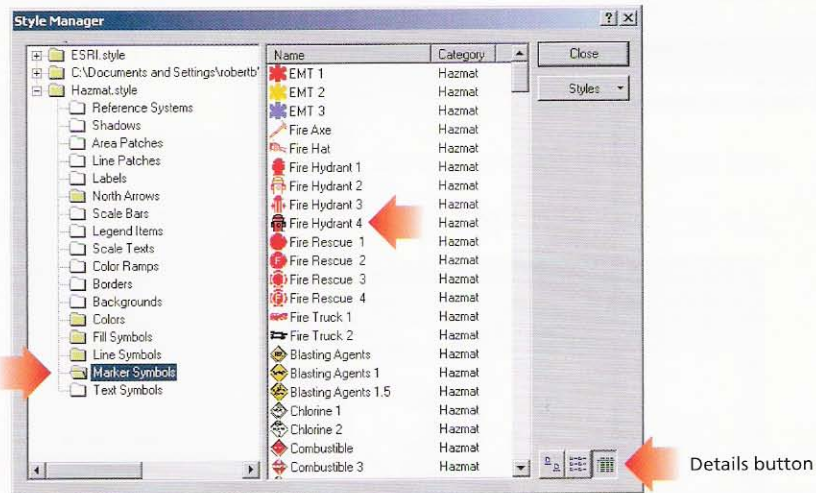 Style Manager
ESRI.style
C:\Documents and Settings\robertb'
Hazmat.style
Reference Systems
Shadows
Area Patches
Line Patches
Labels
North Arrows
Scale Bars
Legend Items
Scale Texts
Color Ramps
Borders
Backgrounds
Colors
Fill Symbols
Line Symbols
Marker Symbols
Text Symbols
Name Category
EMT 1 Hazmat
EMT 2 Hazmat
EMT 3 Hazmat
Fire Axe Hazmat
Fire Hat Hazmat
Fire Hydrant 1 Hazmat
Fire Hydrant 2 Hazmat
Fire Hydrant 3 Hazmat
Fire Hydrant 4 Hazmat
Fire Rescue 1 Hazmat
Fire Rescue 2 Hazmat
Fire Rescue 3 Hazmat
Fire Rescue 4 Hazmat
Fire Truck 1 Hazmat
Fire Truck 2 Hazmat
Blasting Agents Hazmat
Blasting Agents 1 Hazmat
Blasting Agents 1.5 Hazmat
Chlorine 1 Hazmat
Chlorine 2 Hazmat
Combustible Hazmat
Combustible 3 Hazmat
Close
Styles
Details button